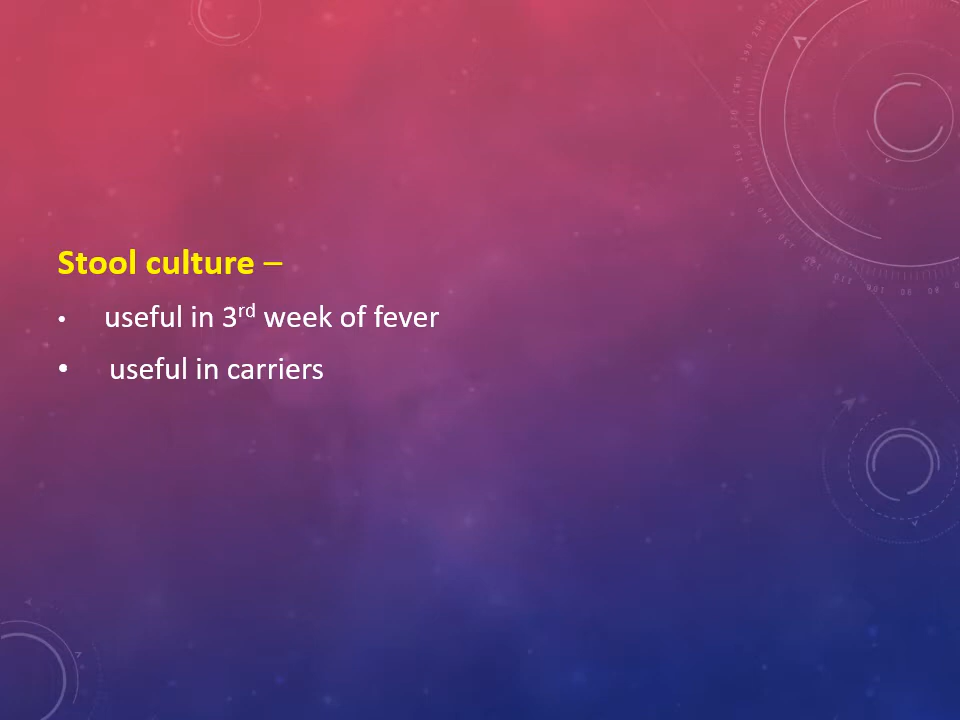 Stool culture –
• useful in 3rd week of fever
• useful in carriers